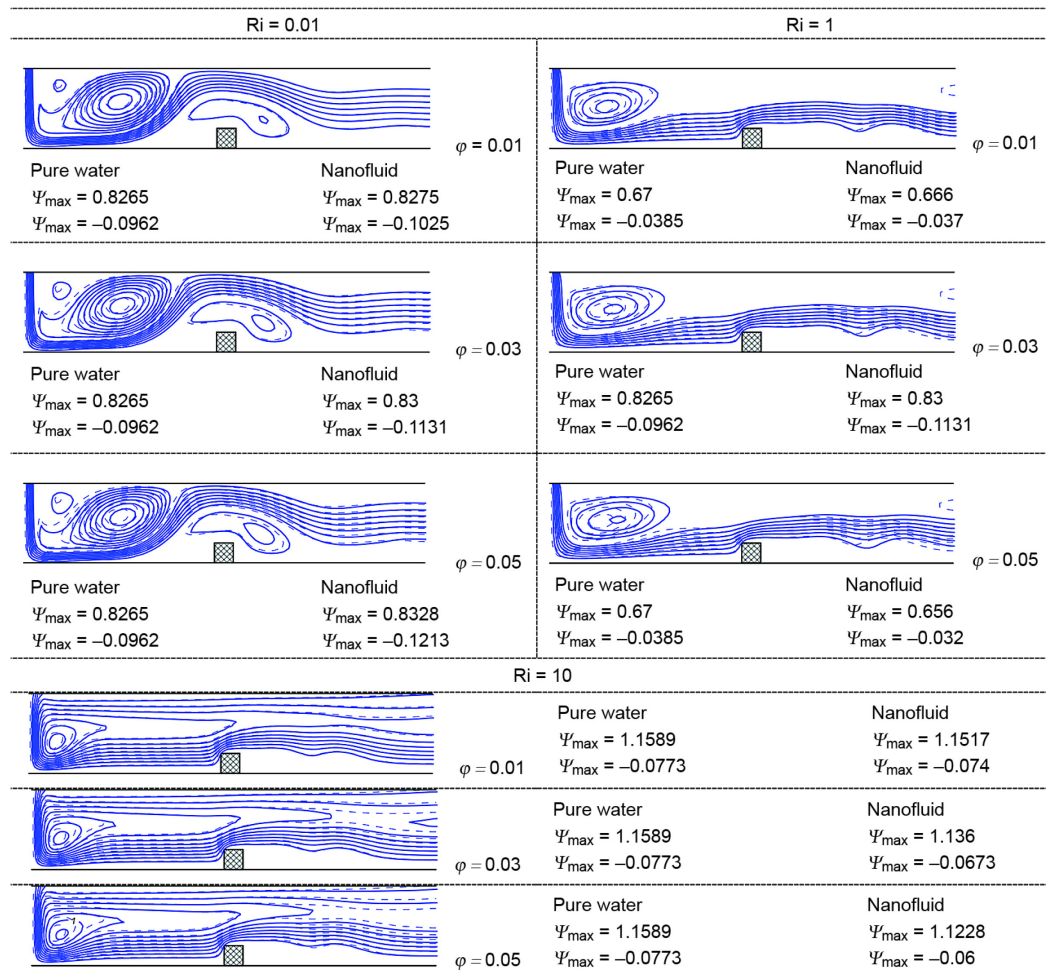 Ri = 0.01 Ri = 1
φ = 0.01 φ = 0.01
Pure water Nanofluid Pure water Nanofluid
Ψmax = 0.8265 Ψmax = 0.8275 Ψmax = 0.67 Ψmax = 0.666
Ψmax = –0.0962 Ψmax = –0.1025 Ψmax = –0.0385 Ψmax = –0.037
φ = 0.03 φ = 0.03
Pure water Nanofluid Pure water Nanofluid
Ψmax = 0.8265 Ψmax = 0.83 Ψmax = 0.8265 Ψmax = 0.83
Ψmax = –0.0962 Ψmax = –0.1131 Ψmax = –0.0962 Ψmax = –0.1131
φ = 0.05 φ = 0.05
Pure water Nanofluid Pure water Nanofluid
Ψmax = 0.8265 Ψmax = 0.8328 Ψmax = 0.67 Ψmax = 0.656
Ψmax = –0.0962 Ψmax = –0.1213 Ψmax = –0.0385 Ψmax = –0.032
Ri = 10
Pure water Nanofluid
Ψmax = 1.1589 Ψmax = 1.1517
φ = 0.01 Ψmax = –0.0773 Ψmax = –0.074
Pure water Nanofluid
Ψmax = 1.1589 Ψmax = 1.136
φ = 0.03 Ψmax = –0.0773 Ψmax = –0.0673
Pure water Nanofluid
Ψmax = 1.1589 Ψmax = 1.1228
φ = 0.05 Ψmax = –0.0773 Ψmax = –0.06